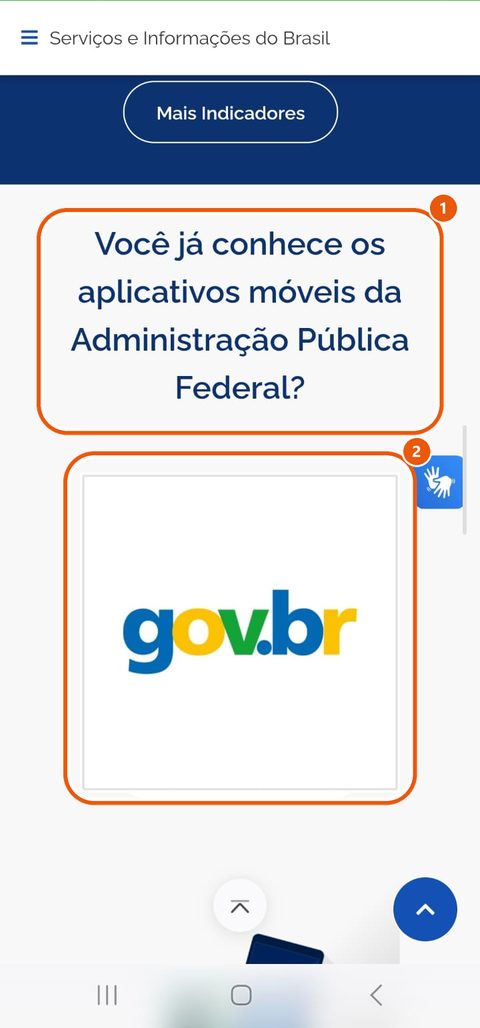 Serviços e Informações do Brasil
Mais Indicadores
1
Você já conhece os
aplicativos móveis da
Administração Pública
Federal?
2
gov.br